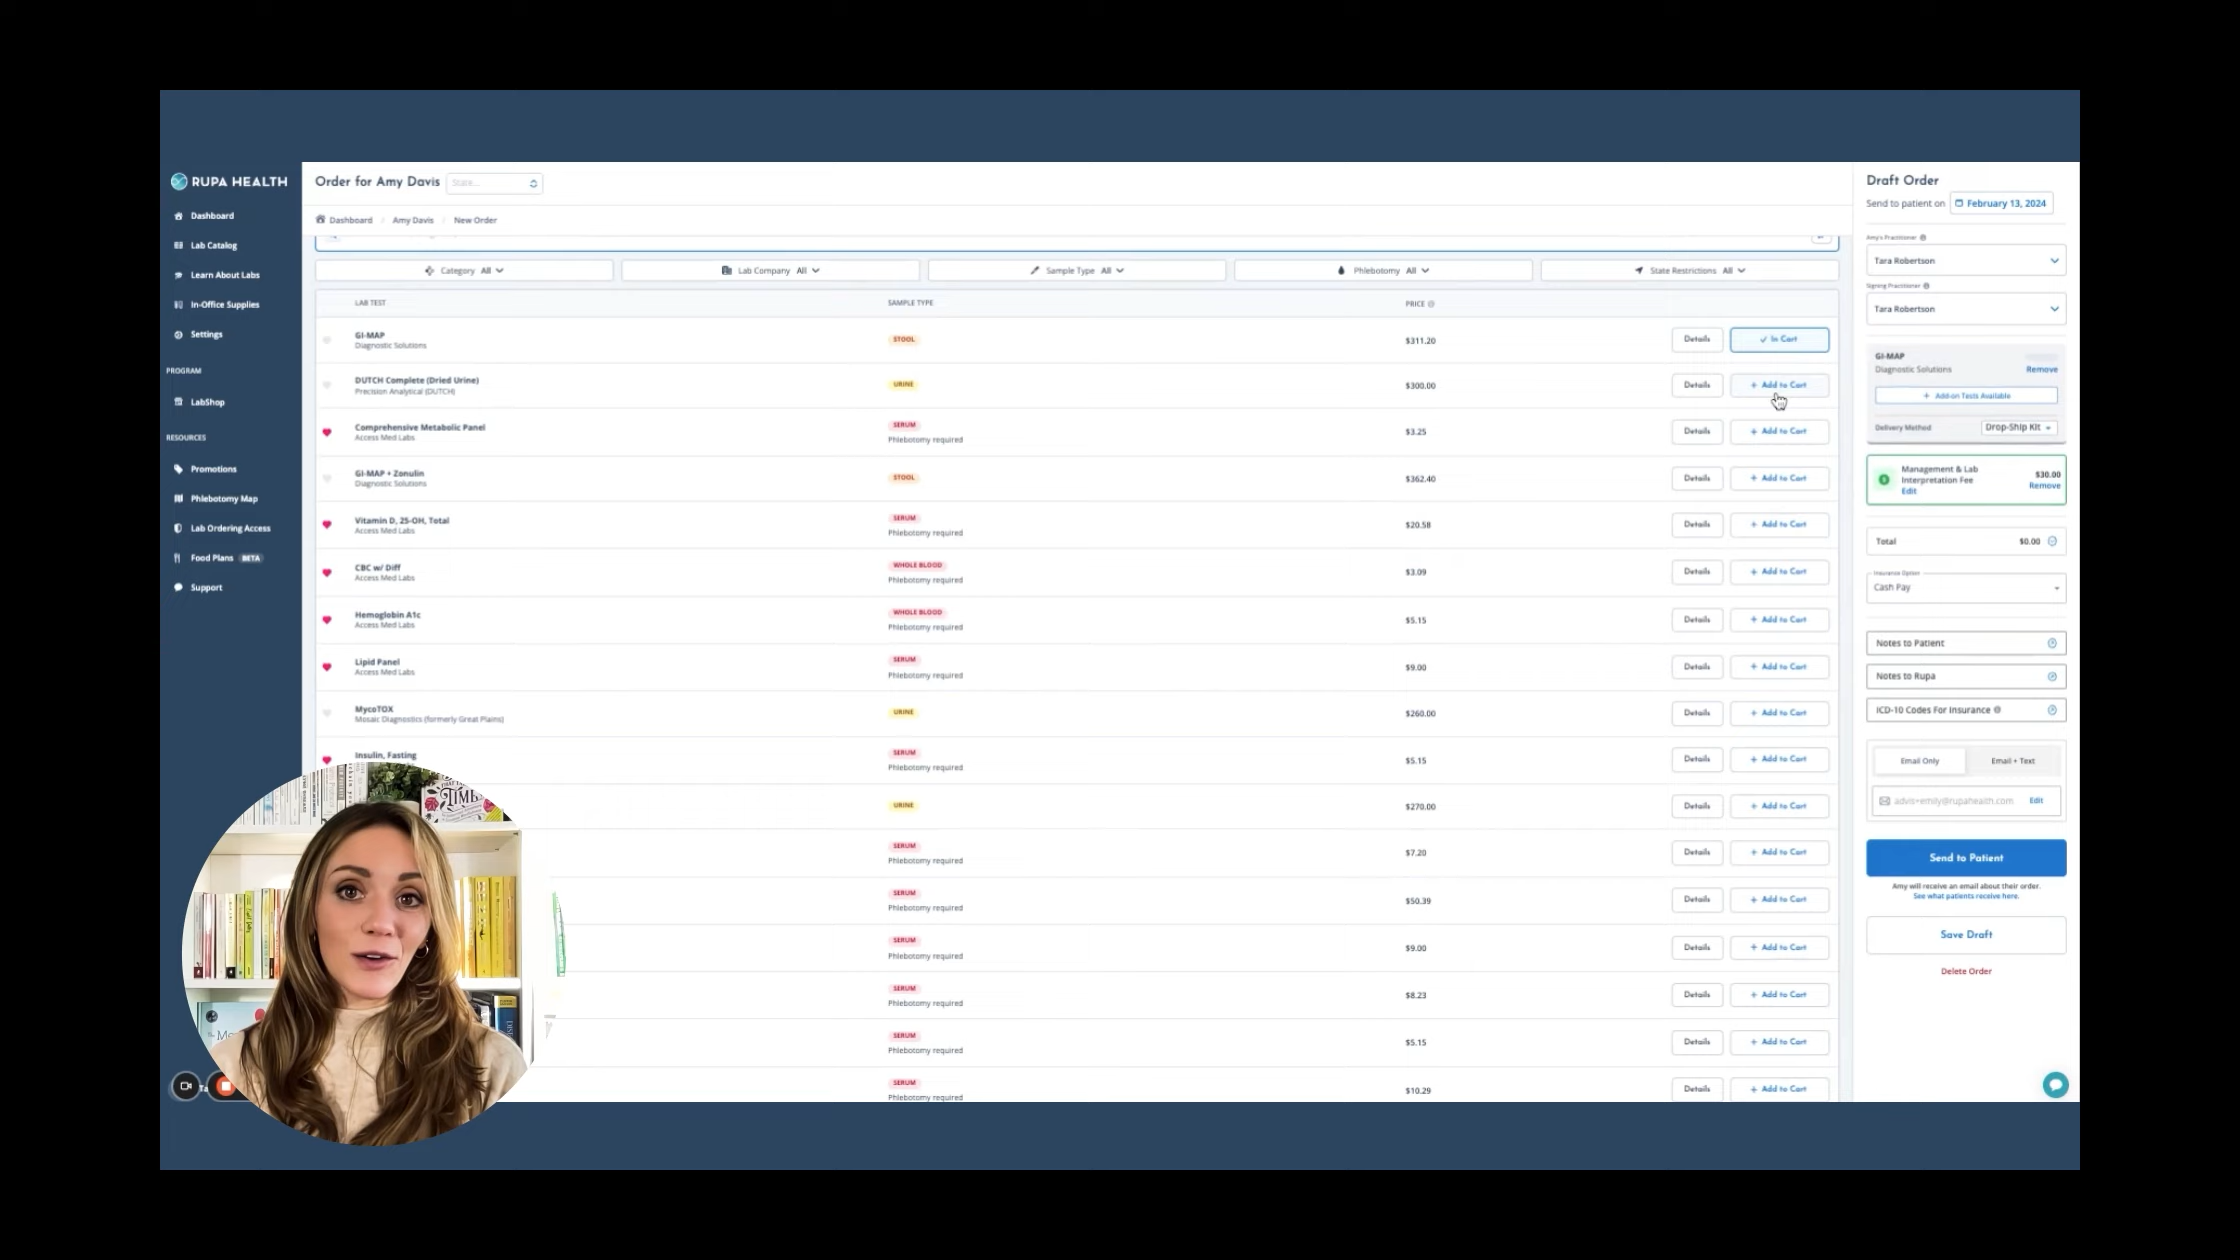 RUPA HEALTH
Dashboard
Lab Catalog
Learn About Labs
In-Office Supplies
Settings
PROGRAM
LabShop
RESOURCES
Promotions
Phlebotomy Map
Lab Ordering Access
Food Plans BETA
Support
Order for Amy Davis State...
Dashboard / Amy Davis / New Order
Category All Lab Company All Sample Type All Phlebotomy All State Restrictions All
LAB TEST SAMPLE TYPE PRICE
GI-MAP
Diagnostic Solutions
STOOL $311.20 Details In Cart
DUTCH Complete (Dried Urine)
Precision Analytical (DUTCH)
URINE $300.00 Details + Add to Cart
Comprehensive Metabolic Panel
Access Med Labs
SERUM
Phlebotomy required
$3.25 Details + Add to Cart
GI-MAP + Zonulin
Diagnostic Solutions
STOOL $362.40 Details + Add to Cart
Vitamin D, 25-OH, Total
Access Med Labs
SERUM
Phlebotomy required
$20.58 Details + Add to Cart
CBC w/ Diff
Access Med Labs
WHOLE BLOOD
Phlebotomy required
$3.09 Details + Add to Cart
Hemoglobin A1c
Access Med Labs
WHOLE BLOOD
Phlebotomy required
$5.15 Details + Add to Cart
Lipid Panel
Access Med Labs
SERUM
Phlebotomy required
$9.00 Details + Add to Cart
MycoTOX
Mosaic Diagnostics (formerly Great Plains)
URINE $260.00 Details + Add to Cart
Insulin, Fasting
SERUM
Phlebotomy required
$5.15 Details + Add to Cart
URINE $270.00 Details + Add to Cart
SERUM
Phlebotomy required
$7.20 Details + Add to Cart
SERUM
Phlebotomy required
$50.39 Details + Add to Cart
SERUM
Phlebotomy required
$9.00 Details + Add to Cart
SERUM
Phlebotomy required
$8.23 Details + Add to Cart
SERUM
Phlebotomy required
$5.15 Details + Add to Cart
SERUM
Phlebotomy required
$10.29 Details + Add to Cart
Draft Order
Send to patient on February 13, 2024
Amy's Practitioner
Tara Robertson
Signing Practitioner
Tara Robertson
GI-MAP
Diagnostic Solutions Remove
+ Add-on Tests Available
Delivery Method Drop-Ship Kit
Management & Lab
Interpretation Fee
Edit
$30.00
Remove
Total $0.00
Insurance Option
Cash Pay
Notes to Patient
Notes to Rupa
ICD-10 Codes For Insurance
Email Only Email + Text
advis+emily@rupahealth.com Edit
Send to Patient
Amy will receive an email about their order.
See what patients receive here.
Save Draft
Delete Order
TIME